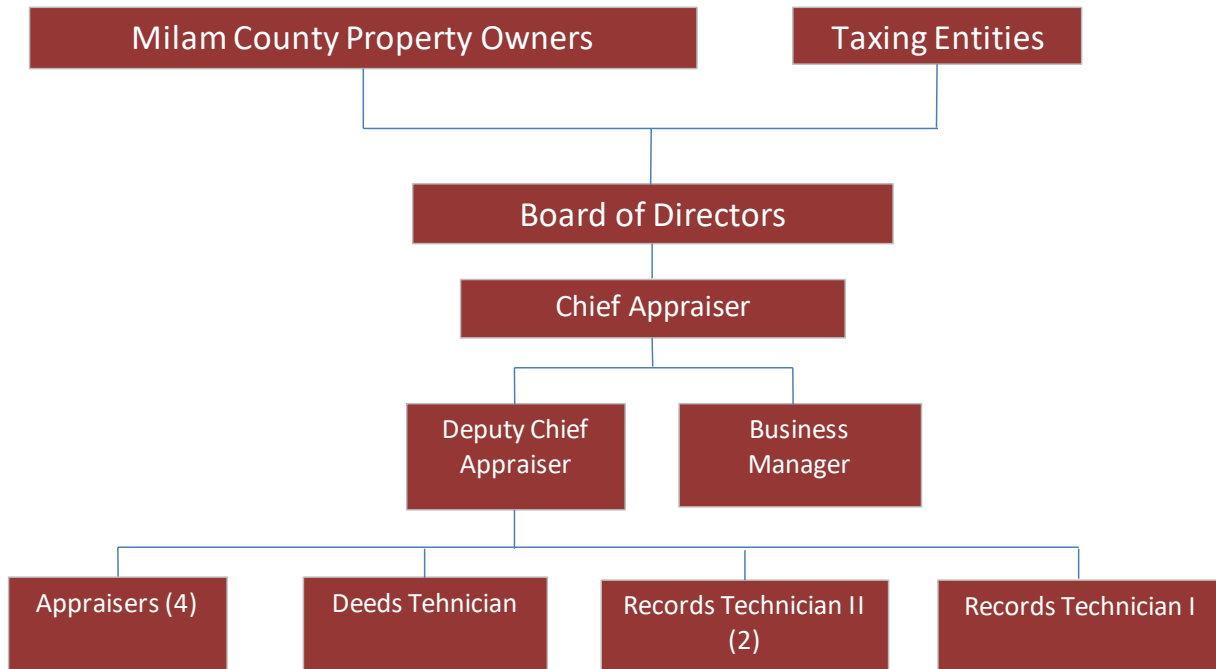 Milam County Property Owners
Taxing Entities
Board of Directors
Chief Appraiser
Deputy Chief
Appraiser
Business
Manager
Appraisers (4)
Deeds Tehnician
Records Technician II
(2)
Records Technician I